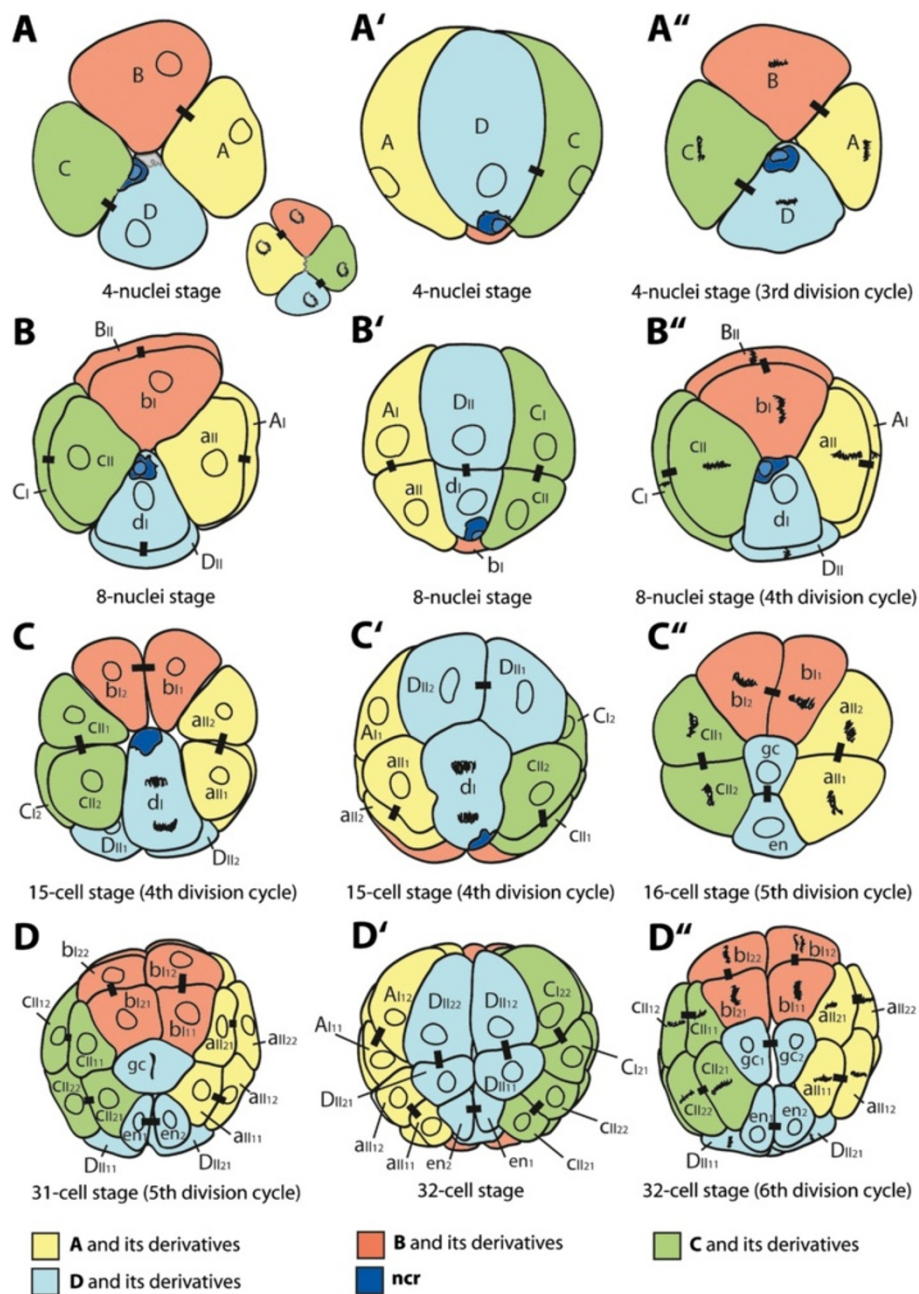 A
B
A
C
D
4-nuclei stage
A‘
A
D
C
4-nuclei stage
A“
B
C
A
D
4-nuclei stage (3rd division cycle)
B
BII
bI
AI
aII
cII
CI
dI
DII
8-nuclei stage
B‘
AI
DII
CI
aII
dI
cII
bI
8-nuclei stage
B“
BII
bI
AI
aII
cII
CI
dI
DII
8-nuclei stage (4th division cycle)
C
bI2
bI1
cII1
aII2
dI
cII2
aII1
CI2
DII1
DII2
15-cell stage (4th division cycle)
C‘
DII2
DII1
CI2
AI1
aII1
cII2
dI
aII2
cII1
15-cell stage (4th division cycle)
C“
bI2
bI1
cII1
aII2
gc
cII2
aII1
en
16-cell stage (5th division cycle)
D
bI22
bI12
cII12
bI21
bI11
aII21
aII22
cII11
gc
cII22
cII21
aII12
en1
en2
aII11
DII11
DII21
31-cell stage (5th division cycle)
D‘
AI12
DII22
DII12
CI22
AI11
CI21
DII21
DII11
aII12
cII22
aII11
en2
en1
cII21
32-cell stage
D“
bI22
bI12
cII12
bI21
bI11
aII21
aII22
cII11
gc1
gc2
cII21
cII22
aII11
aII12
en1
en2
DII11
DII21
32-cell stage (6th division cycle)
A and its derivatives
B and its derivatives
C and its derivatives
D and its derivatives
ncr